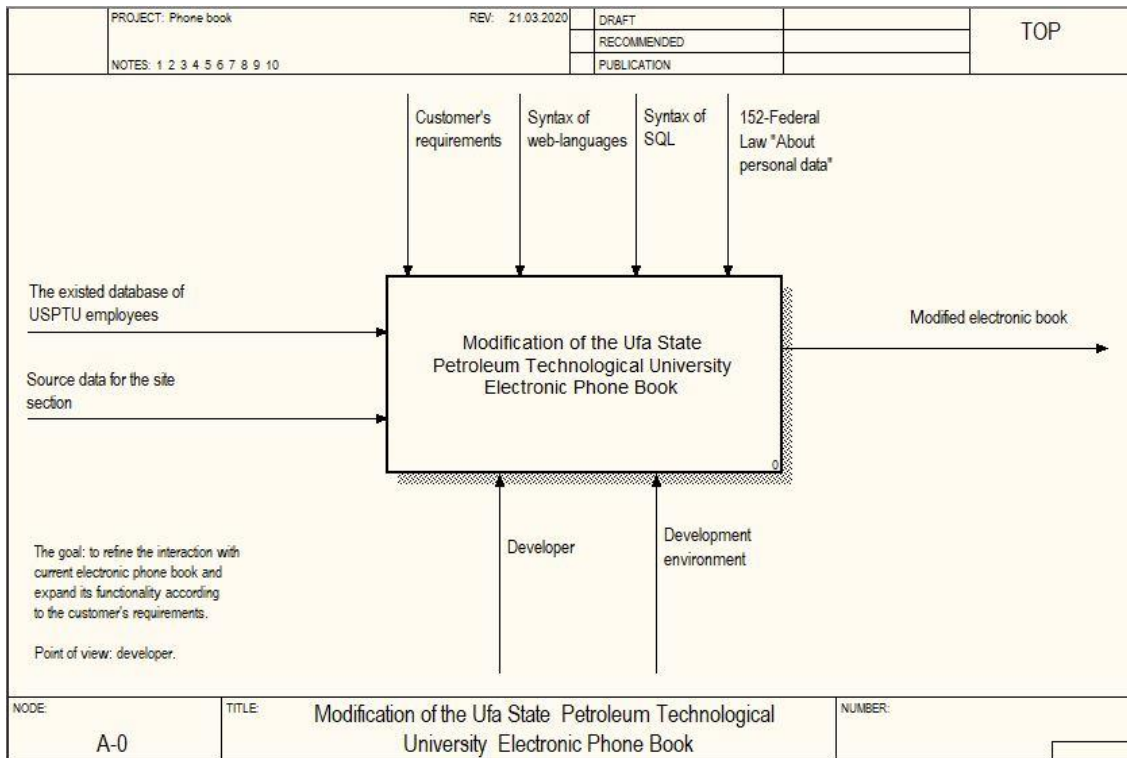 PROJECT: Phone book
REV: 21.03.2020
NOTES: 1 2 3 4 5 6 7 8 9 10
DRAFT
RECOMMENDED
PUBLICATION
TOP
Customer's
requirements
Syntax of
web-languages
Syntax of
SQL
152-Federal
Law "About
personal data"
The existed database of
USPTU employees
Source data for the site
section
Modification of the Ufa State
Petroleum Technological University
Electronic Phone Book
0
Modified electronic book
Developer
Development
environment
The goal: to refine the interaction with
current electronic phone book and
expand its functionality according
to the customer's requirements.
Point of view: developer.
NODE:
A-0
TITLE:
Modification of the Ufa State Petroleum Technological
University Electronic Phone Book
NUMBER: